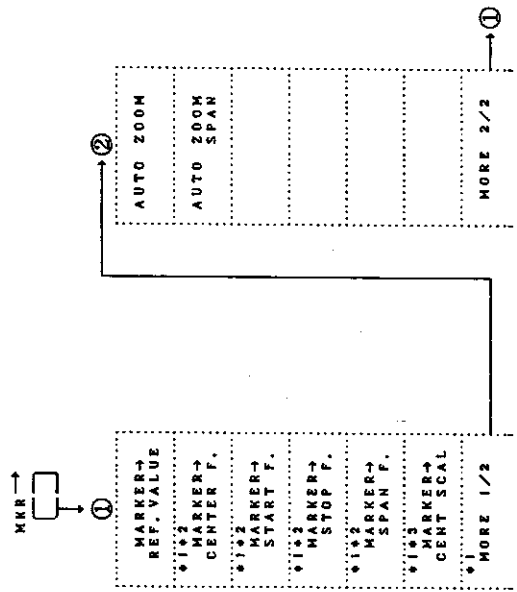 MKR→
①
MARKER→
REF.VALUE
*1*2
MARKER→
CENTER F.
*1*2
MARKER→
START F.
*1*2
MARKER→
STOP F.
*1*2
MARKER→
SPAN F.
*1*3
MARKER→
CENT SCAL
*1
MORE 1/2
②
AUTO ZOOM
AUTO ZOOM
SPAN
MORE 2/2
①